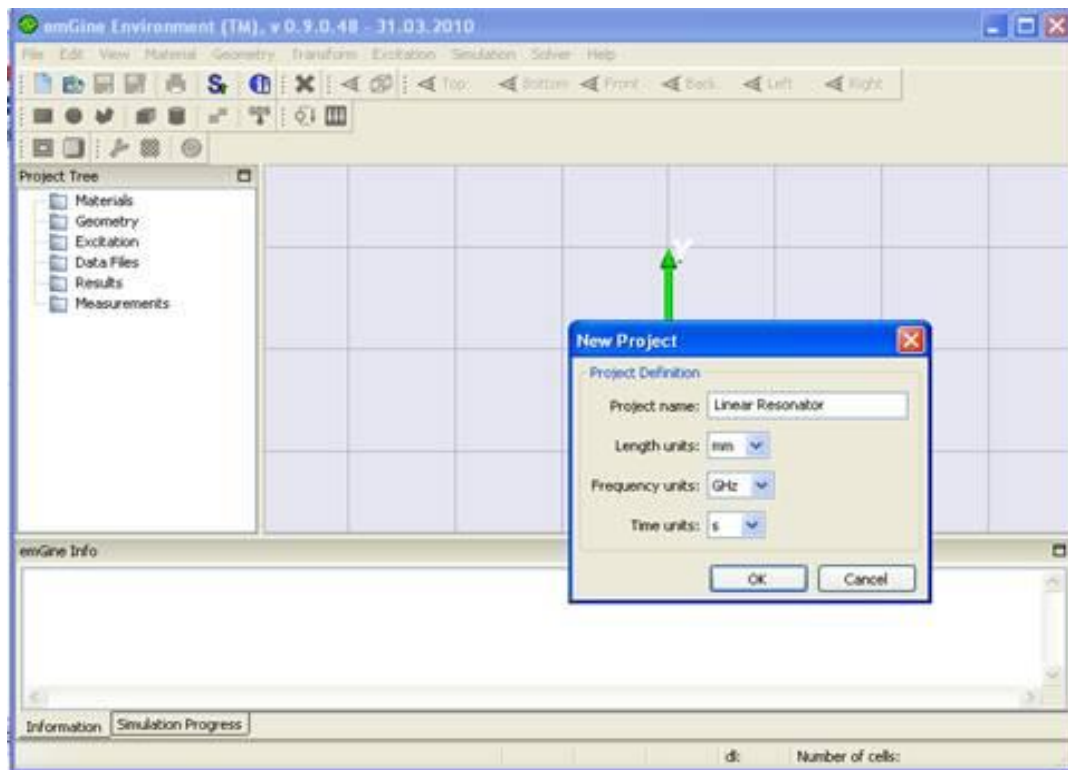 emGine Environment (TM), v 0.9.0.48 - 31.03.2010
File Edit View Material Geometry Transform Excitation Simulation Solver Help
Top Bottom Front Back Left Right
Project Tree
Materials
Geometry
Excitation
Data Files
Results
Measurements
Y
New Project
Project Definition
Project name: Linear Resonator
Length units: mm
Frequency units: GHz
Time units: s
OK Cancel
emGine Info
Information Simulation Progress
dl: Number of cells: